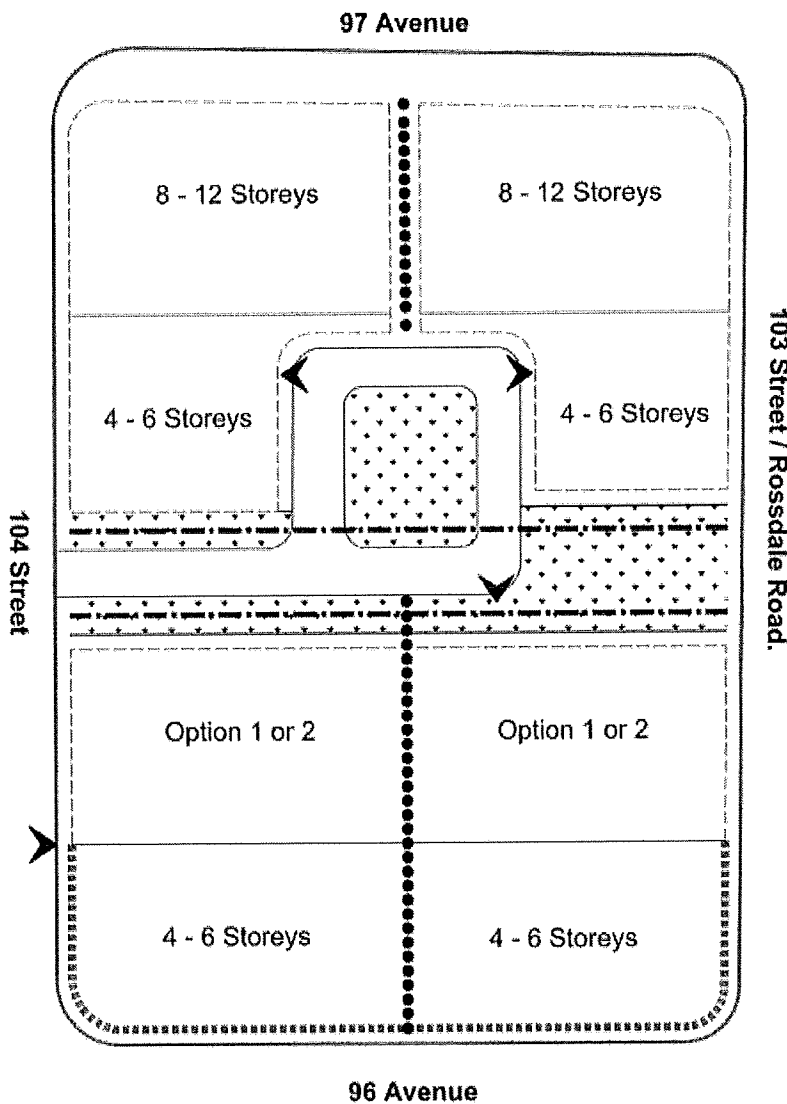 97 Avenue
8 - 12 Storeys
8 - 12 Storeys
4 - 6 Storeys
4 - 6 Storeys
103 Street / Rossdale Road.
104 Street
Option 1 or 2
Option 1 or 2
4 - 6 Storeys
4 - 6 Storeys
96 Avenue